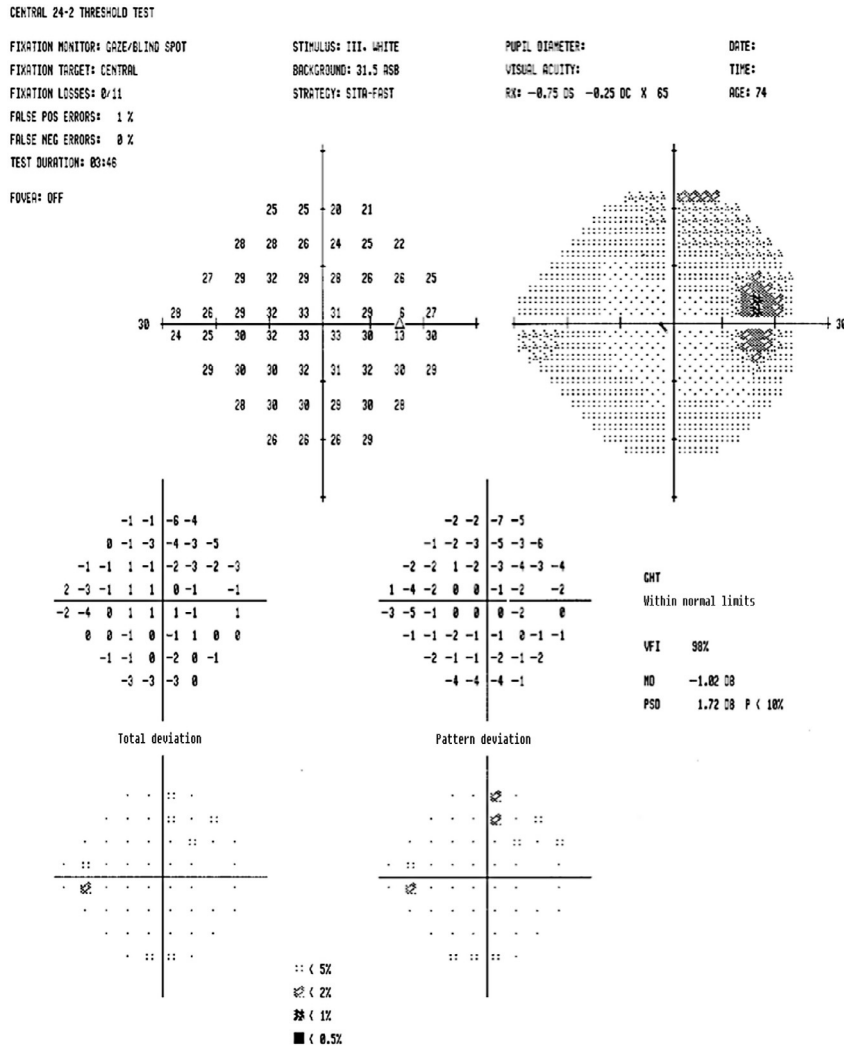 CENTRAL 24-2 THRESHOLD TEST
FIXATION MONITOR: GAZE/BLIND SPOT STIMULUS: III, WHITE PUPIL DIAMETER: DATE:
FIXATION TARGET: CENTRAL BACKGROUND: 31.5 ASB VISUAL ACUITY: TIME:
FIXATION LOSSES: 0/11 STRATEGY: SITA-FAST RX: -0.75 DS -0.25 DC X 65 AGE: 74
FALSE POS ERRORS: 1 %
FALSE NEG ERRORS: 0 %
TEST DURATION: 03:46
FOVEA: OFF
25 25 20 21
28 28 26 24 25 22
27 29 32 29 28 26 26 25
28 26 29 32 33 31 29 6 27
30 30
24 25 30 32 33 33 30 13 30
29 30 30 32 31 32 30 29
28 30 30 29 30 28
26 26 26 29
-1 -1 -6 -4
0 -1 -3 -4 -3 -5
-1 -1 1 -1 -2 -3 -2 -3
2 -3 -1 1 1 0 -1 -1
-2 -4 0 1 1 1 -1 1
0 0 -1 0 -1 1 0 0
-1 -1 0 -2 0 -1
-3 -3 -3 0
Total deviation
-2 -2 -7 -5
-1 -2 -3 -5 -3 -6
-2 -2 1 -2 -3 -4 -3 -4
1 -4 -2 0 0 -1 -2 -2
-3 -5 -1 0 0 0 -2 0
-1 -1 -2 -1 -1 0 -1 -1
-2 -1 -1 -2 -1 -2
-4 -4 -4 -1
Pattern deviation
GHT
Within normal limits
VFI 98%
MD -1.02 DB
PSD 1.72 DB P < 10%
< 5%
< 2%
< 1%
< 0.5%